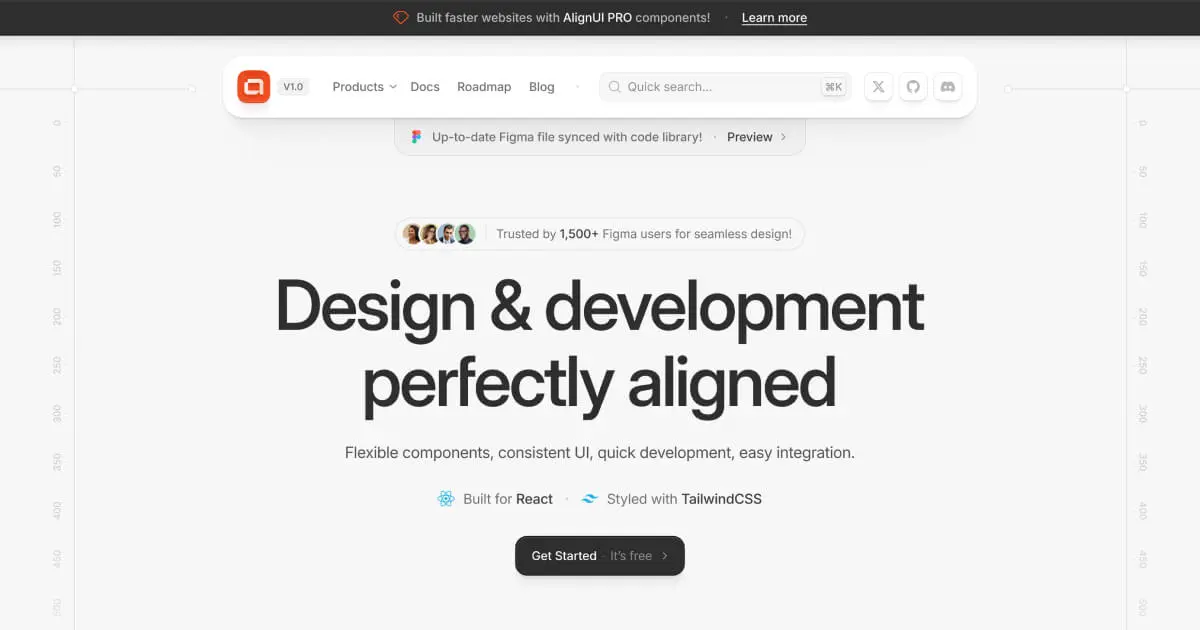 Built faster websites with AlignUI PRO components! · Learn more
V1.0 Products Docs Roadmap Blog · Quick search... ⌘K
Up-to-date Figma file synced with code library! · Preview
Trusted by 1,500+ Figma users for seamless design!
Design & development
perfectly aligned
Flexible components, consistent UI, quick development, easy integration.
Built for React · Styled with TailwindCSS
Get Started · It's free
0
50
100
150
200
250
300
350
400
450
500
0
50
100
150
200
250
300
350
400
450
500